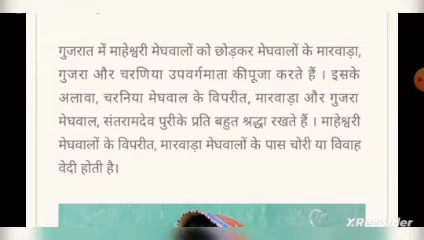 गुजरात में माहेश्वरी मेघवालों को छोड़कर मेघवालों के मारवाड़ा,
गुजरा और चरणिया उपवर्गमाता कीपूजा करते हैं । इसके
अलावा, चरनिया मेघवाल के विपरीत, मारवाड़ा और गुजरा
मेघवाल, संतरामदेव पुरीके प्रति बहुत श्रद्धा रखते हैं । माहेश्वरी
मेघवालों के विपरीत, मारवाड़ा मेघवालों के पास चोरी या विवाह
वेदी होती है।
XRecorder